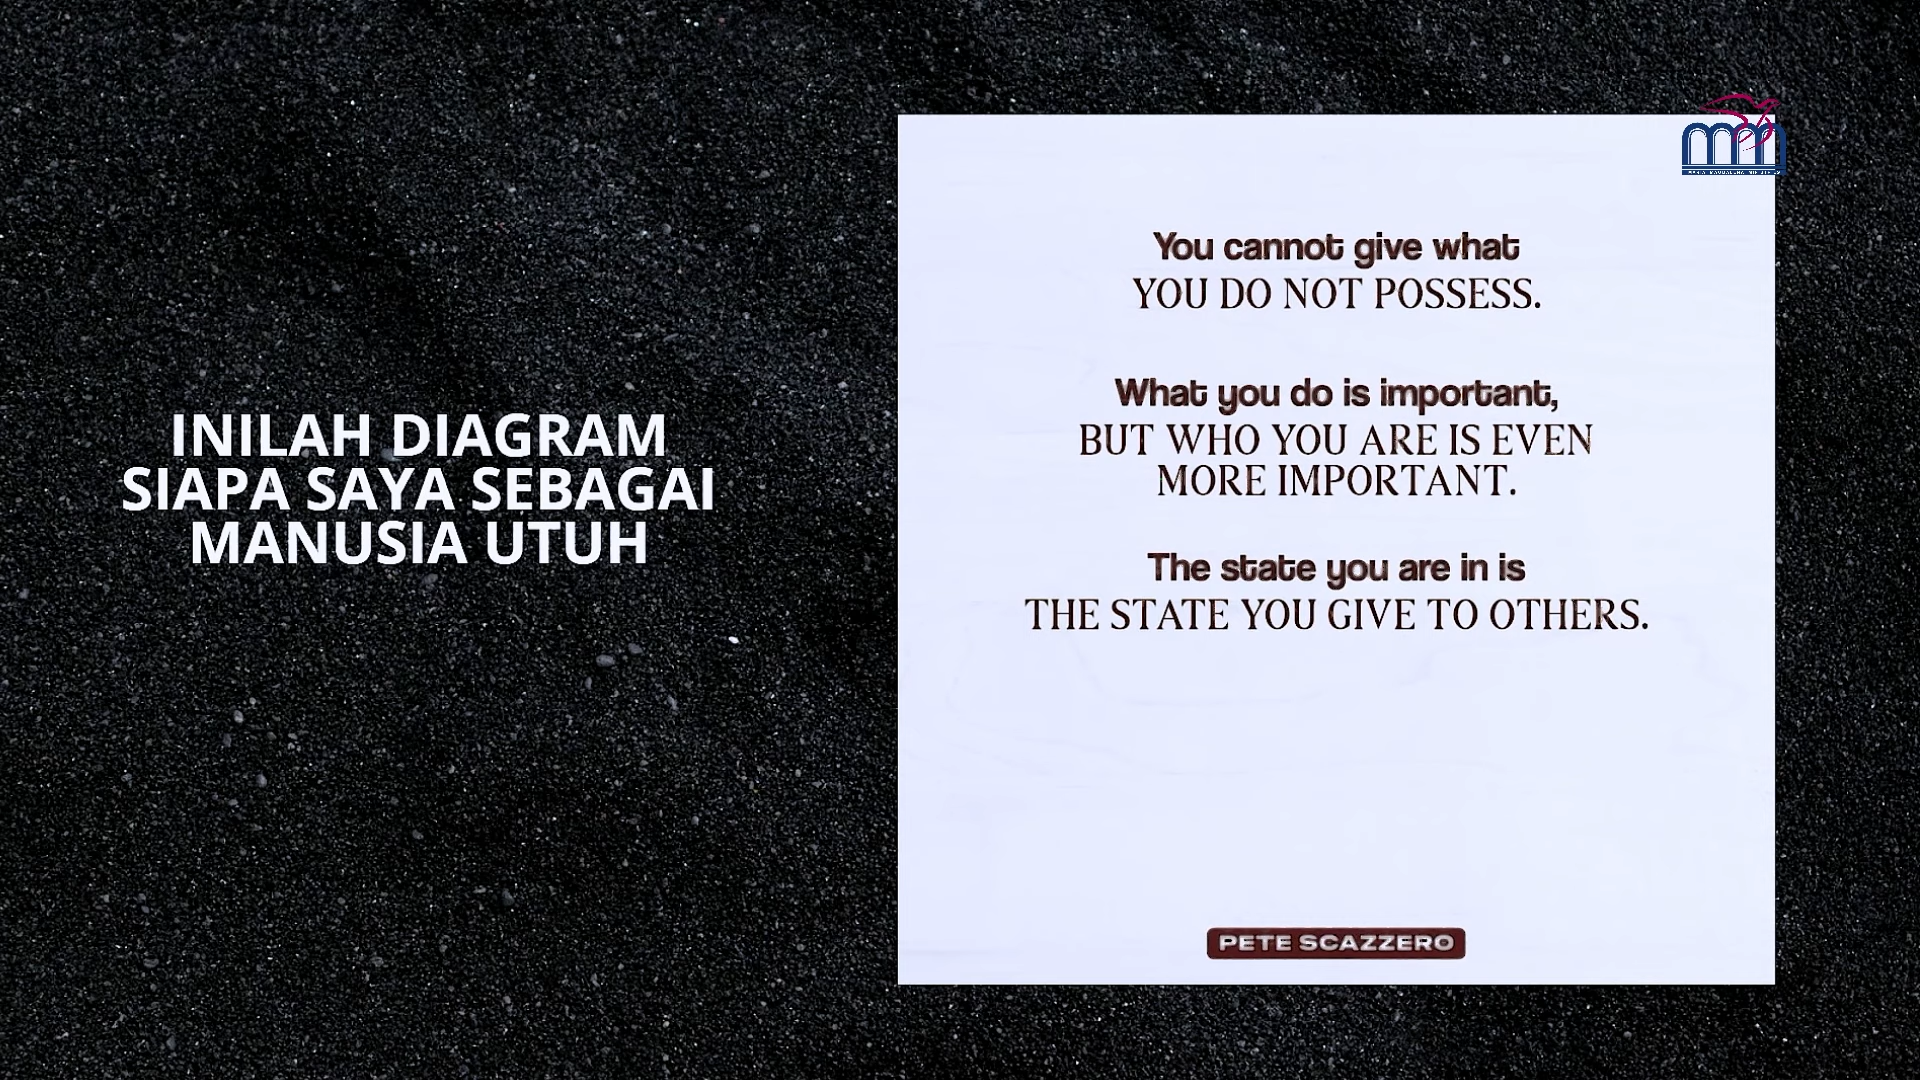 INILAH DIAGRAM
SIAPA SAYA SEBAGAI
MANUSIA UTUH
You cannot give what
YOU DO NOT POSSESS.
What you do is important,
BUT WHO YOU ARE IS EVEN
MORE IMPORTANT.
The state you are in is
THE STATE YOU GIVE TO OTHERS.
PETE SCAZZERO